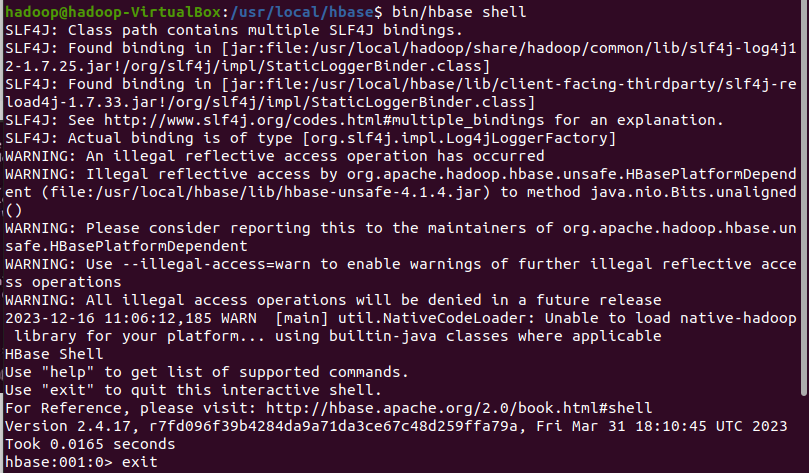 hadoop@hadoop-VirtualBox:/usr/local/hbase$ bin/hbase shell
SLF4J: Class path contains multiple SLF4J bindings.
SLF4J: Found binding in [jar:file:/usr/local/hadoop/share/hadoop/common/lib/slf4j-log4j1
2-1.7.25.jar!/org/slf4j/impl/StaticLoggerBinder.class]
SLF4J: Found binding in [jar:file:/usr/local/hbase/lib/client-facing-thirdparty/slf4j-re
load4j-1.7.33.jar!/org/slf4j/impl/StaticLoggerBinder.class]
SLF4J: See http://www.slf4j.org/codes.html#multiple_bindings for an explanation.
SLF4J: Actual binding is of type [org.slf4j.impl.Log4jLoggerFactory]
WARNING: An illegal reflective access operation has occurred
WARNING: Illegal reflective access by org.apache.hadoop.hbase.unsafe.HBasePlatformDepend
ent (file:/usr/local/hbase/lib/hbase-unsafe-4.1.4.jar) to method java.nio.Bits.unaligned
()
WARNING: Please consider reporting this to the maintainers of org.apache.hadoop.hbase.un
safe.HBasePlatformDependent
WARNING: Use --illegal-access=warn to enable warnings of further illegal reflective acce
ss operations
WARNING: All illegal access operations will be denied in a future release
2023-12-16 11:06:12,185 WARN  [main] util.NativeCodeLoader: Unable to load native-hadoop
 library for your platform... using builtin-java classes where applicable
HBase Shell
Use "help" to get list of supported commands.
Use "exit" to quit this interactive shell.
For Reference, please visit: http://hbase.apache.org/2.0/book.html#shell
Version 2.4.17, r7fd096f39b4284da9a71da3ce67c48d259ffa79a, Fri Mar 31 18:10:45 UTC 2023
Took 0.0165 seconds
hbase:001:0> exit